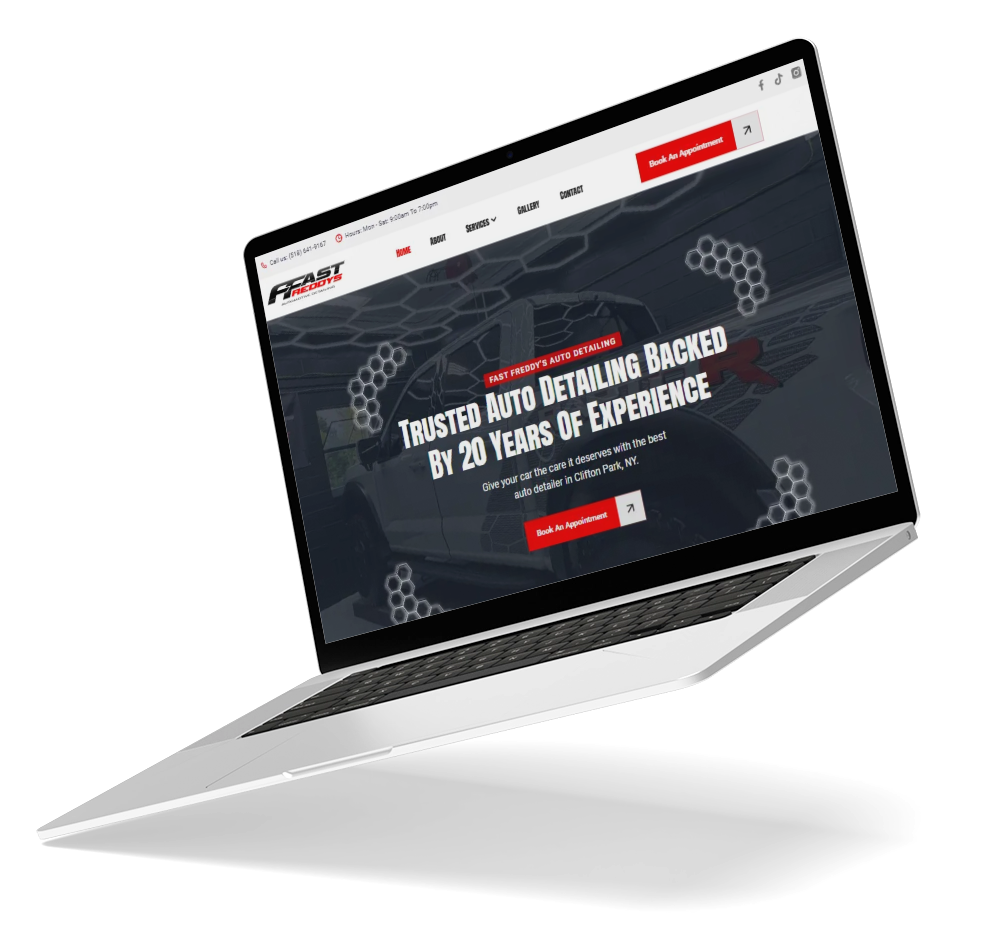 Call us: (518) 641-9167
Hours: Mon - Sat: 9:00am To 7:00pm
FAST
REDDYS
Home
About
Services
Gallery
Contact
Book An Appointment
FAST FREDDY'S AUTO DETAILING
Trusted Auto Detailing Backed
By 20 Years Of Experience
Give your car the care it deserves with the best
auto detailer in Clifton Park, NY.
Book An Appointment